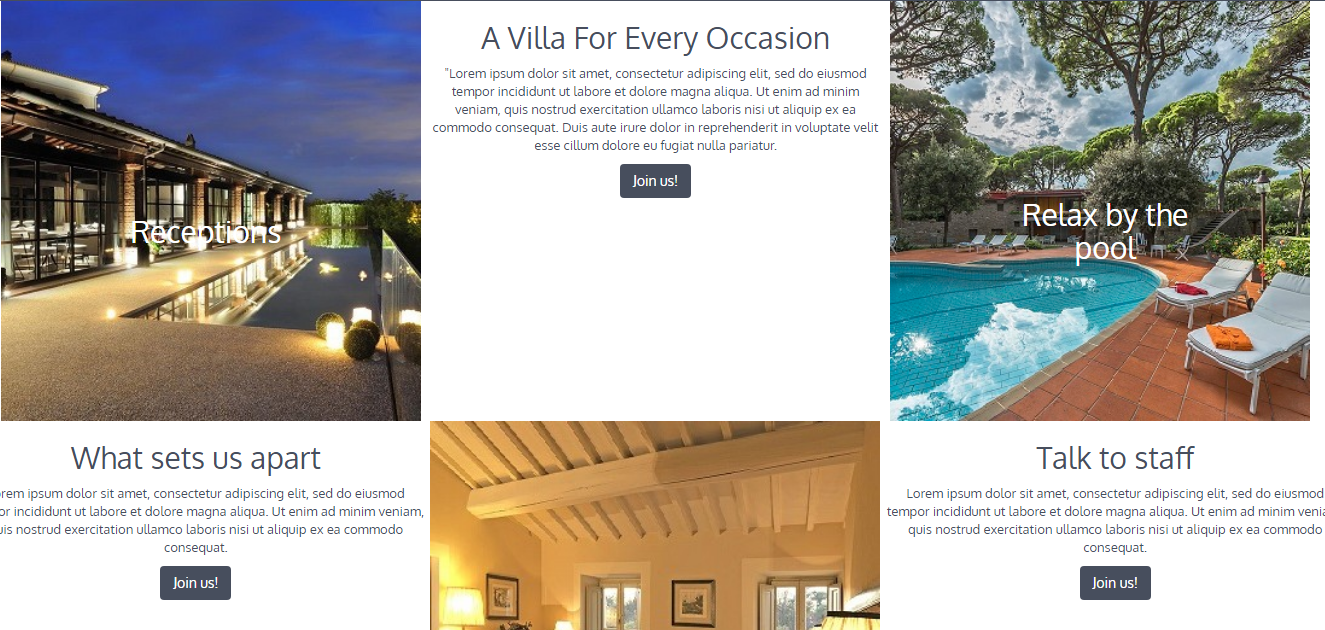 Receptions
A Villa For Every Occasion
"Lorem ipsum dolor sit amet, consectetur adipiscing elit, sed do eiusmod
tempor incididunt ut labore et dolore magna aliqua. Ut enim ad minim
veniam, quis nostrud exercitation ullamco laboris nisi ut aliquip ex ea
commodo consequat. Duis aute irure dolor in reprehenderit in voluptate velit
esse cillum dolore eu fugiat nulla pariatur.
Join us!
Relax by the
pool
What sets us apart
rem ipsum dolor sit amet, consectetur adipiscing elit, sed do eiusmod
or incididunt ut labore et dolore magna aliqua. Ut enim ad minim veniam,
uis nostrud exercitation ullamco laboris nisi ut aliquip ex ea commodo
consequat.
Join us!
Talk to staff
Lorem ipsum dolor sit amet, consectetur adipiscing elit, sed do eiusmod
tempor incididunt ut labore et dolore magna aliqua. Ut enim ad minim venia
quis nostrud exercitation ullamco laboris nisi ut aliquip ex ea commodo
consequat.
Join us!